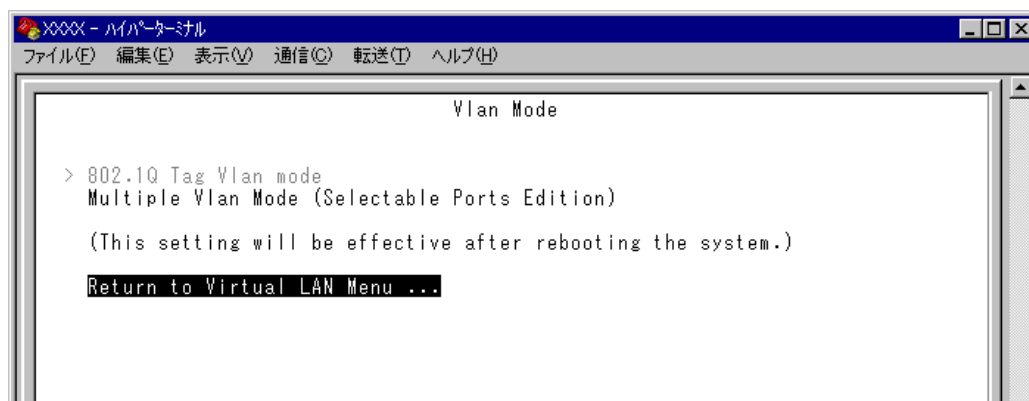 XXXX - ハイパーターミナル
ファイル(F) 編集(E) 表示(V) 通信(C) 転送(T) ヘルプ(H)
Vlan Mode
> 802.1Q Tag Vlan mode
Multiple Vlan Mode (Selectable Ports Edition)
(This setting will be effective after rebooting the system.)
Return to Virtual LAN Menu ...